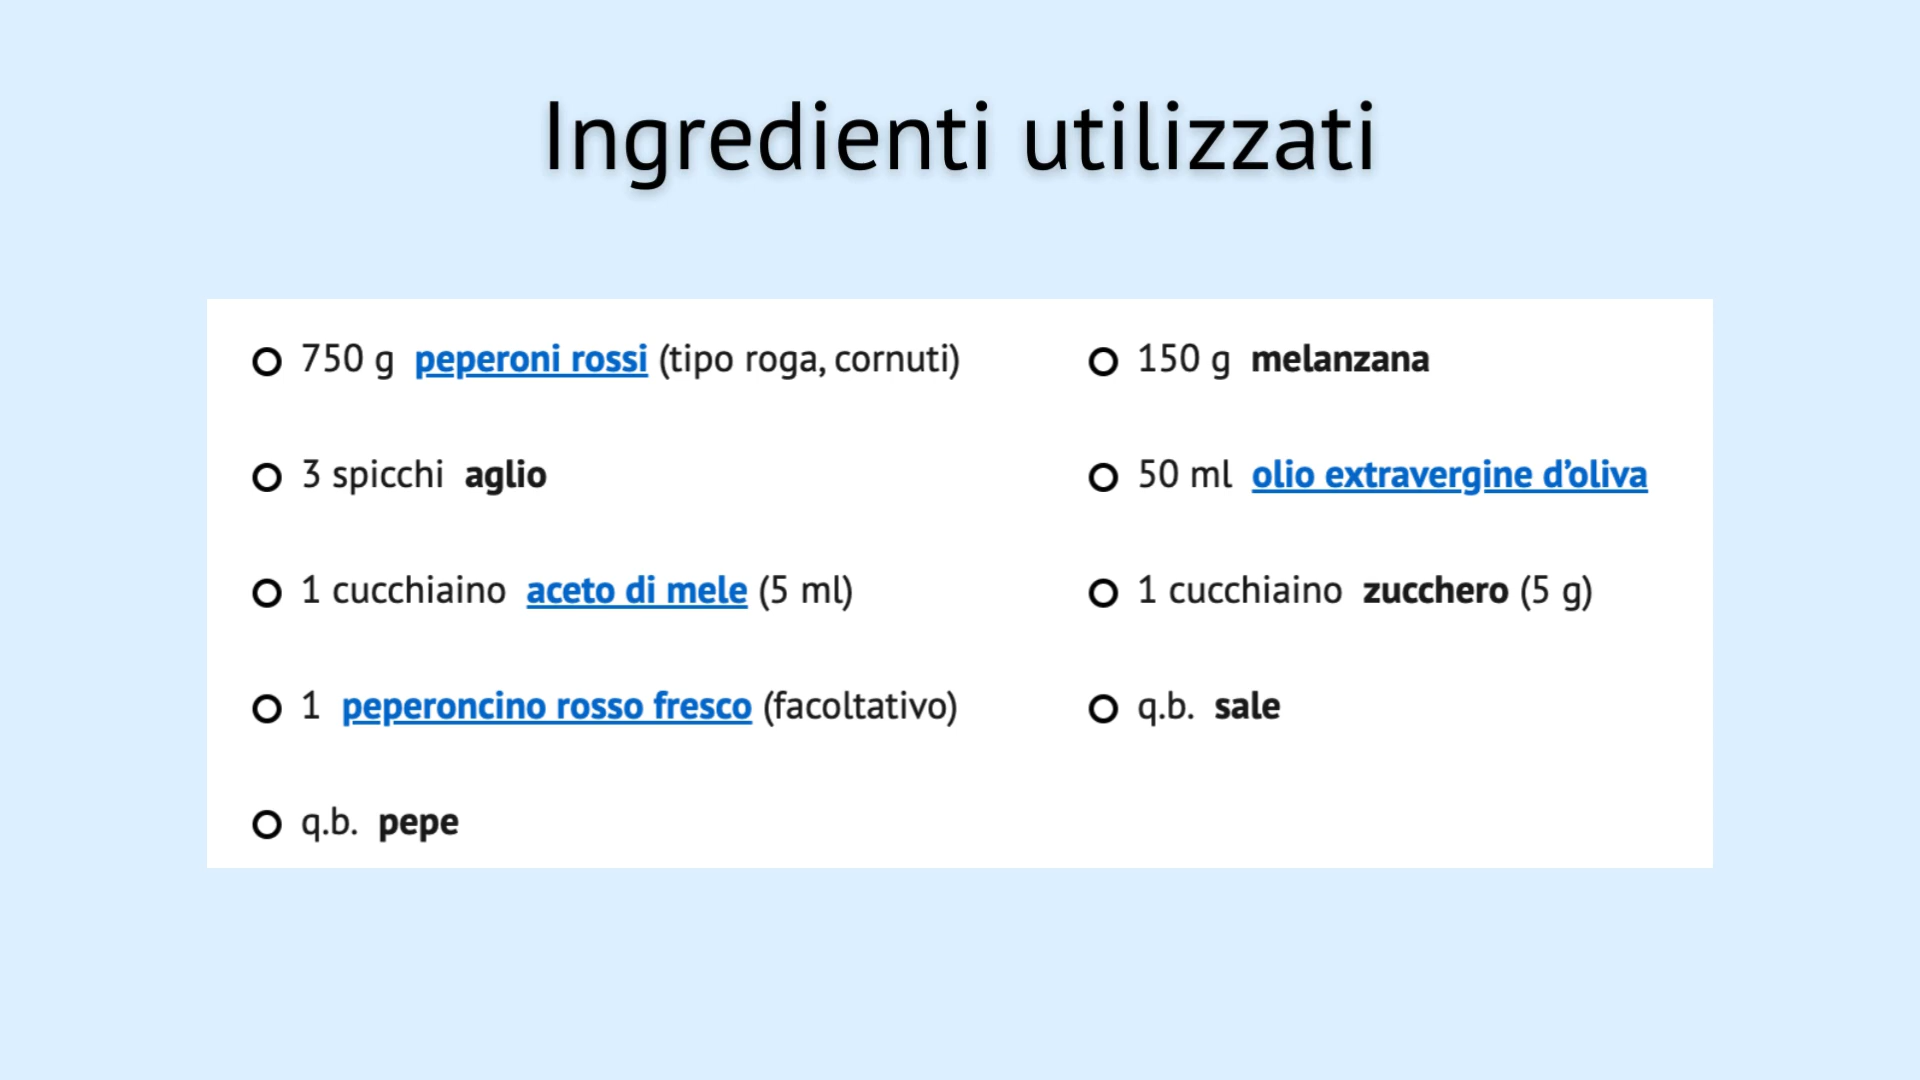 Ingredienti utilizzati
750 g peperoni rossi (tipo roga, cornuti)
150 g melanzana
3 spicchi aglio
50 ml olio extravergine d’oliva
1 cucchiaino aceto di mele (5 ml)
1 cucchiaino zucchero (5 g)
1 peperoncino rosso fresco (facoltativo)
q.b. sale
q.b. pepe